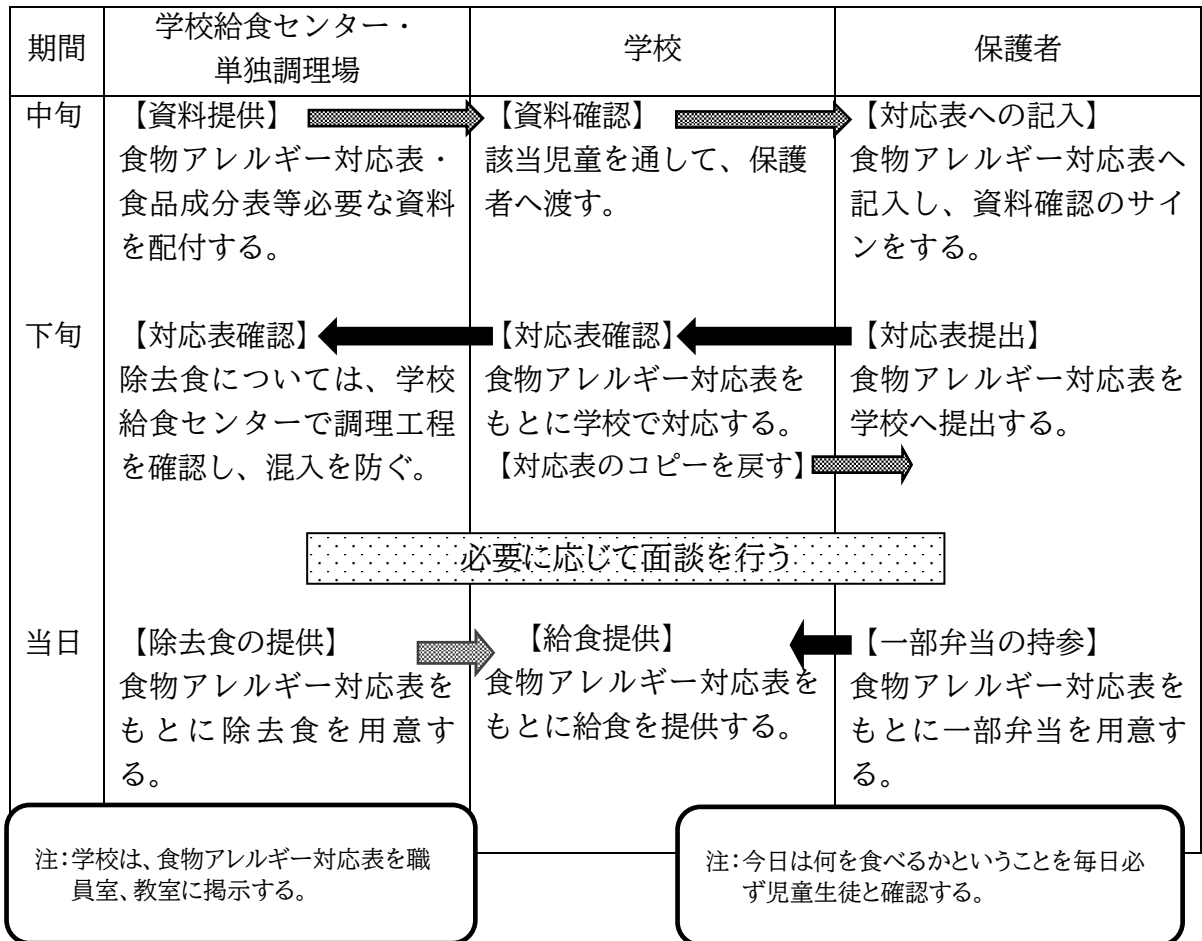 期間
学校給食センター・
単独調理場
学校
保護者
中旬
【資料提供】
食物アレルギー対応表・
食品成分表等必要な資料
を配付する。
【資料確認】
該当児童を通して、保護
者へ渡す。
【対応表への記入】
食物アレルギー対応表へ
記入し、資料確認のサイ
ンをする。
下旬
【対応表確認】
除去食については、学校
給食センターで調理工程
を確認し、混入を防ぐ。
【対応表確認】
食物アレルギー対応表を
もとに学校で対応する。
【対応表のコピーを戻す】
【対応表提出】
食物アレルギー対応表を
学校へ提出する。
必要に応じて面談を行う
当日
【除去食の提供】
食物アレルギー対応表を
もとに除去食を用意す
る。
【給食提供】
食物アレルギー対応表を
もとに給食を提供する。
【一部弁当の持参】
食物アレルギー対応表を
もとに一部弁当を用意す
る。
注:学校は、食物アレルギー対応表を職
員室、教室に掲示する。
注:今日は何を食べるかということを毎日必
ず児童生徒と確認する。